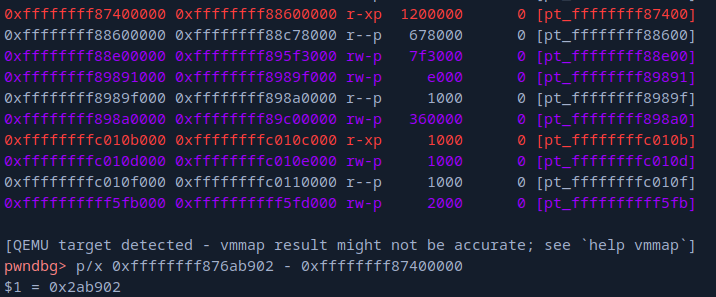 0xffffffff87400000 0xffffffff88600000 r-xp 1200000 0 [pt_ffffffff87400]
0xffffffff88600000 0xffffffff88c78000 r--p 678000 0 [pt_ffffffff88600]
0xffffffff88e00000 0xffffffff895f3000 rw-p 7f3000 0 [pt_ffffffff88e00]
0xffffffff89891000 0xffffffff8989f000 rw-p e000 0 [pt_ffffffff89891]
0xffffffff8989f000 0xffffffff898a0000 r--p 1000 0 [pt_ffffffff8989f]
0xffffffff898a0000 0xffffffff89c00000 rw-p 360000 0 [pt_ffffffff898a0]
0xffffffffc010b000 0xffffffffc010c000 r-xp 1000 0 [pt_ffffffffc010b]
0xffffffffc010d000 0xffffffffc010e000 rw-p 1000 0 [pt_ffffffffc010d]
0xffffffffc010f000 0xffffffffc0110000 r--p 1000 0 [pt_ffffffffc010f]
0xffffffffff5fb000 0xffffffffff5fd000 rw-p 2000 0 [pt_ffffffffff5fb]
[QEMU target detected - vmmap result might not be accurate; see `help vmmap`]
pwndbg> p/x 0xffffffff876ab902 - 0xffffffff87400000
$1 = 0x2ab902